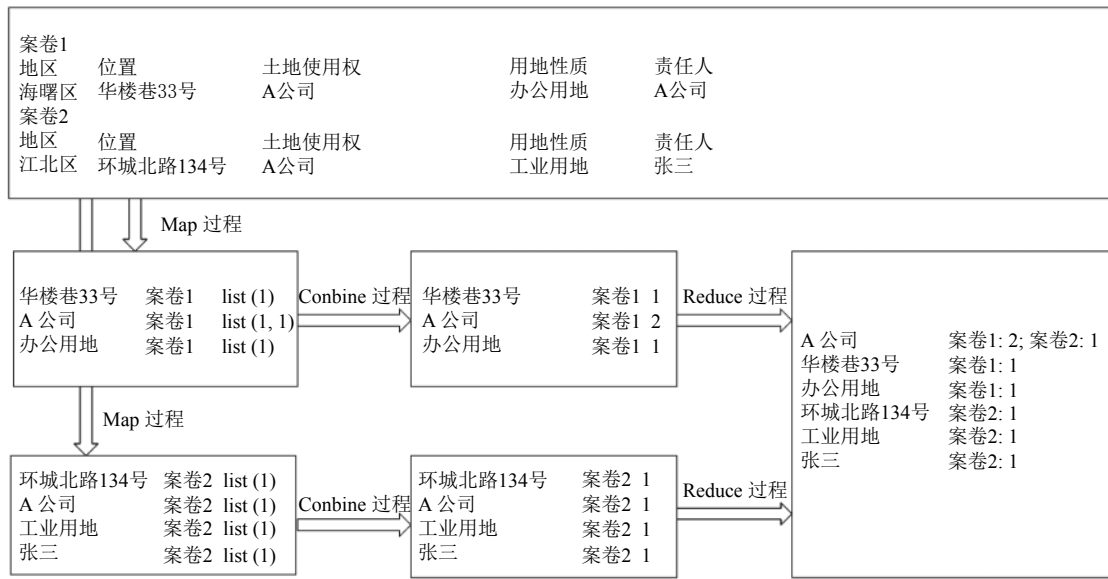 案卷1
地区 位置 土地使用权 用地性质 责任人
海曙区 华楼巷33号 A公司 办公用地 A公司
案卷2
地区 位置 土地使用权 用地性质 责任人
江北区 环城北路134号 A公司 工业用地 张三
Map 过程
华楼巷33号 案卷1 list (1)
A 公司 案卷1 list (1, 1)
办公用地 案卷1 list (1)
Conbine 过程
华楼巷33号 案卷1 1
A 公司 案卷1 2
办公用地 案卷1 1
Reduce 过程
A 公司 案卷1: 2; 案卷2: 1
华楼巷33号 案卷1: 1
办公用地 案卷1: 1
环城北路134号 案卷2: 1
工业用地 案卷2: 1
张三 案卷2: 1
Map 过程
环城北路134号 案卷2 list (1)
A 公司 案卷2 list (1)
工业用地 案卷2 list (1)
张三 案卷2 list (1)
Conbine 过程
环城北路134号 案卷2 1
A 公司 案卷2 1
工业用地 案卷2 1
张三 案卷2 1
Reduce 过程